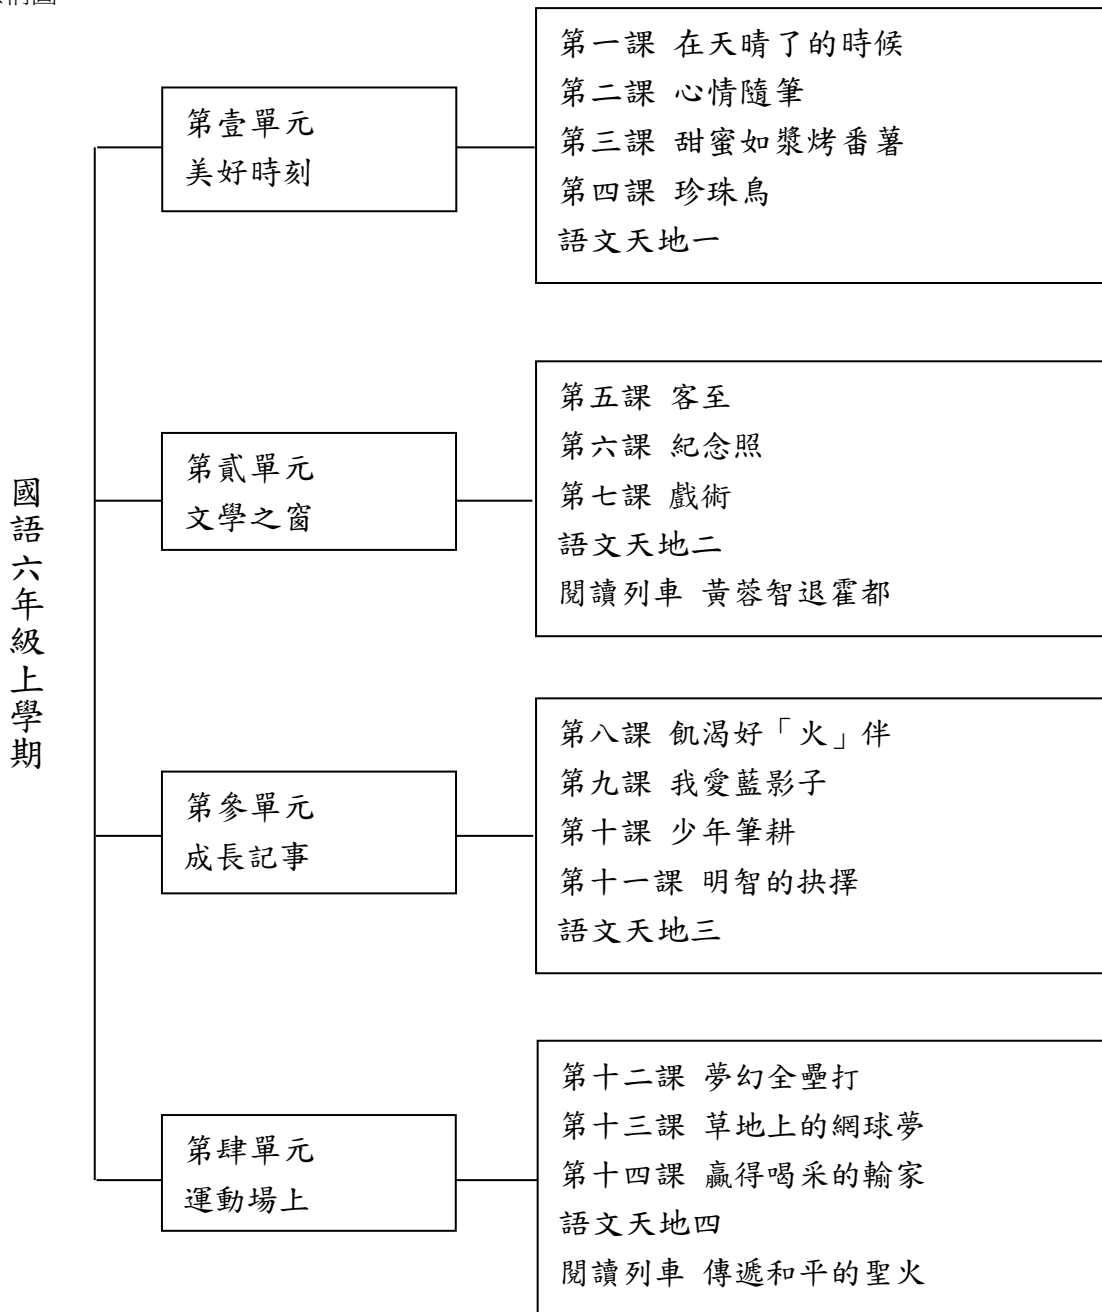 國語六年級上學期
第壹單元
美好時刻
第一課 在天晴了的時候
第二課 心情隨筆
第三課 甜蜜如漿烤番薯
第四課 珍珠鳥
語文天地一
第貳單元
文學之窗
第五課 客至
第六課 紀念照
第七課 戲術
語文天地二
閱讀列車 黃蓉智退霍都
第參單元
成長記事
第八課 飢渴好「火」伴
第九課 我愛藍影子
第十課 少年筆耕
第十一課 明智的抉擇
語文天地三
第肆單元
運動場上
第十二課 夢幻全壘打
第十三課 草地上的網球夢
第十四課 贏得喝采的輸家
語文天地四
閱讀列車 傳遞和平的聖火